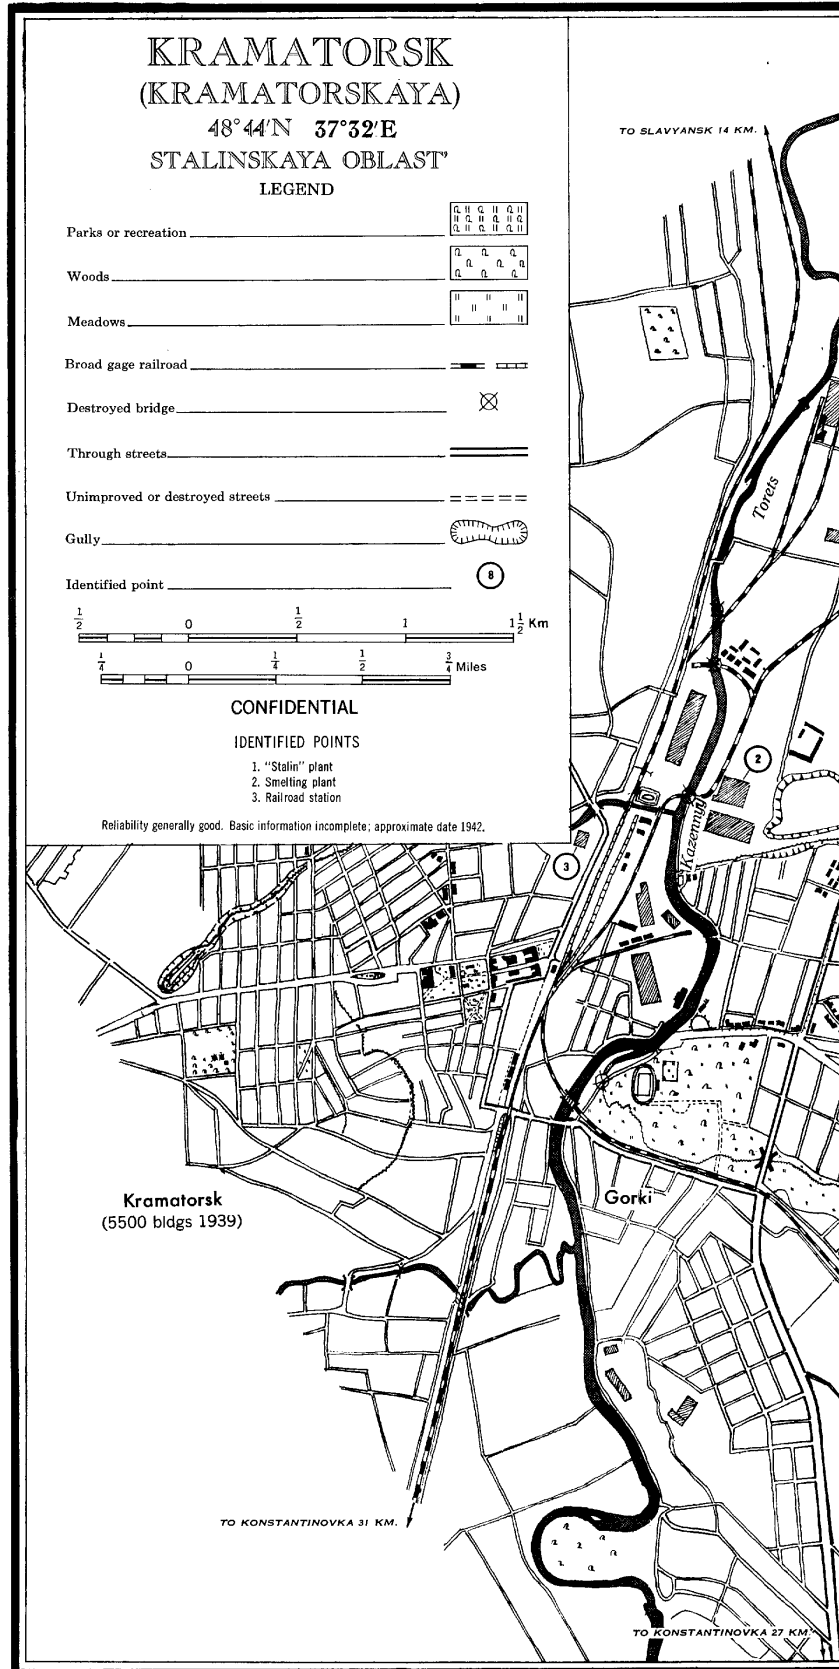 KRAMATORSK
(KRAMATORSKAYA)
48°44'N 37°32'E
STALINSKAYA OBLAST'
LEGEND
Parks or recreation
Woods
Meadows
Broad gage railroad
Destroyed bridge
Through streets
Unimproved or destroyed streets
Gully
Identified point 8
1/2 0 1/2 1 1 1/2 Km
1/4 0 1/4 1/2 3/4 Miles
CONFIDENTIAL
IDENTIFIED POINTS
1. "Stalin" plant
2. Smelting plant
3. Railroad station
Reliability generally good. Basic information incomplete; approximate date 1942.
TO SLAVYANSK 14 KM.
Torets
2
Kazennyy
3
Kramatorsk
(5500 bldgs 1939)
Gorki
TO KONSTANTINOVKA 31 KM.
TO KONSTANTINOVKA 27 KM.